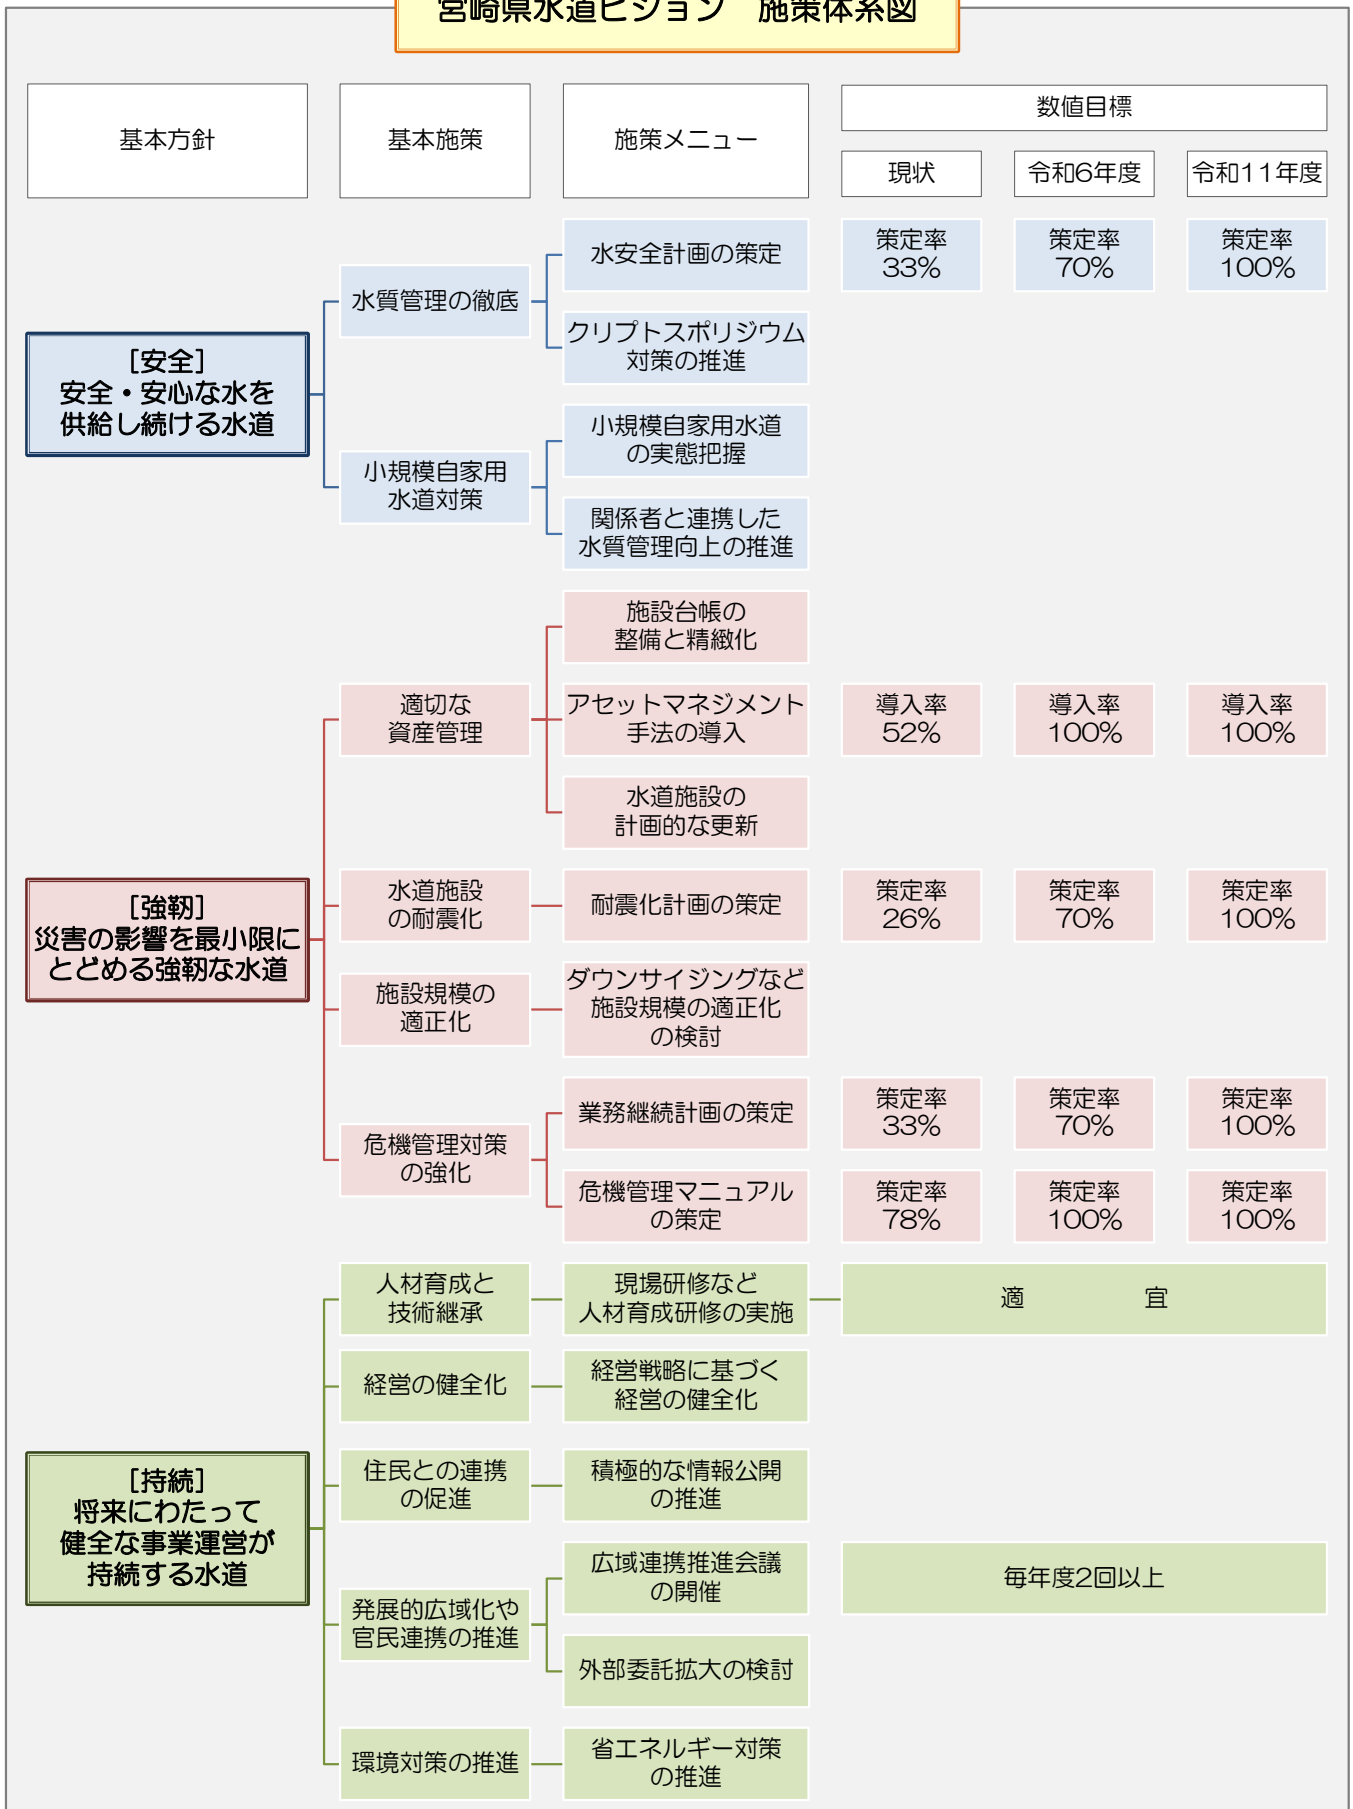 宮崎県水道ビジョン　施策体系図
基本方針
基本施策
施策メニュー
数値目標
現状
令和6年度
令和11年度
[安全]
安全・安心な水を
供給し続ける水道
水質管理の徹底
水安全計画の策定
策定率
33%
策定率
70%
策定率
100%
クリプトスポリジウム
対策の推進
小規模自家用
水道対策
小規模自家用水道
の実態把握
関係者と連携した
水質管理向上の推進
[強靭]
災害の影響を最小限に
とどめる強靭な水道
適切な
資産管理
施設台帳の
整備と精緻化
アセットマネジメント
手法の導入
導入率
52%
導入率
100%
導入率
100%
水道施設の
計画的な更新
水道施設
の耐震化
耐震化計画の策定
策定率
26%
策定率
70%
策定率
100%
施設規模の
適正化
ダウンサイジングなど
施設規模の適正化
の検討
危機管理対策
の強化
業務継続計画の策定
策定率
33%
策定率
70%
策定率
100%
危機管理マニュアル
の策定
策定率
78%
策定率
100%
策定率
100%
[持続]
将来にわたって
健全な事業運営が
持続する水道
人材育成と
技術継承
現場研修など
人材育成研修の実施
適　　　　　宜
経営の健全化
経営戦略に基づく
経営の健全化
住民との連携
の促進
積極的な情報公開
の推進
発展的広域化や
官民連携の推進
広域連携推進会議
の開催
毎年度2回以上
外部委託拡大の検討
環境対策の推進
省エネルギー対策
の推進